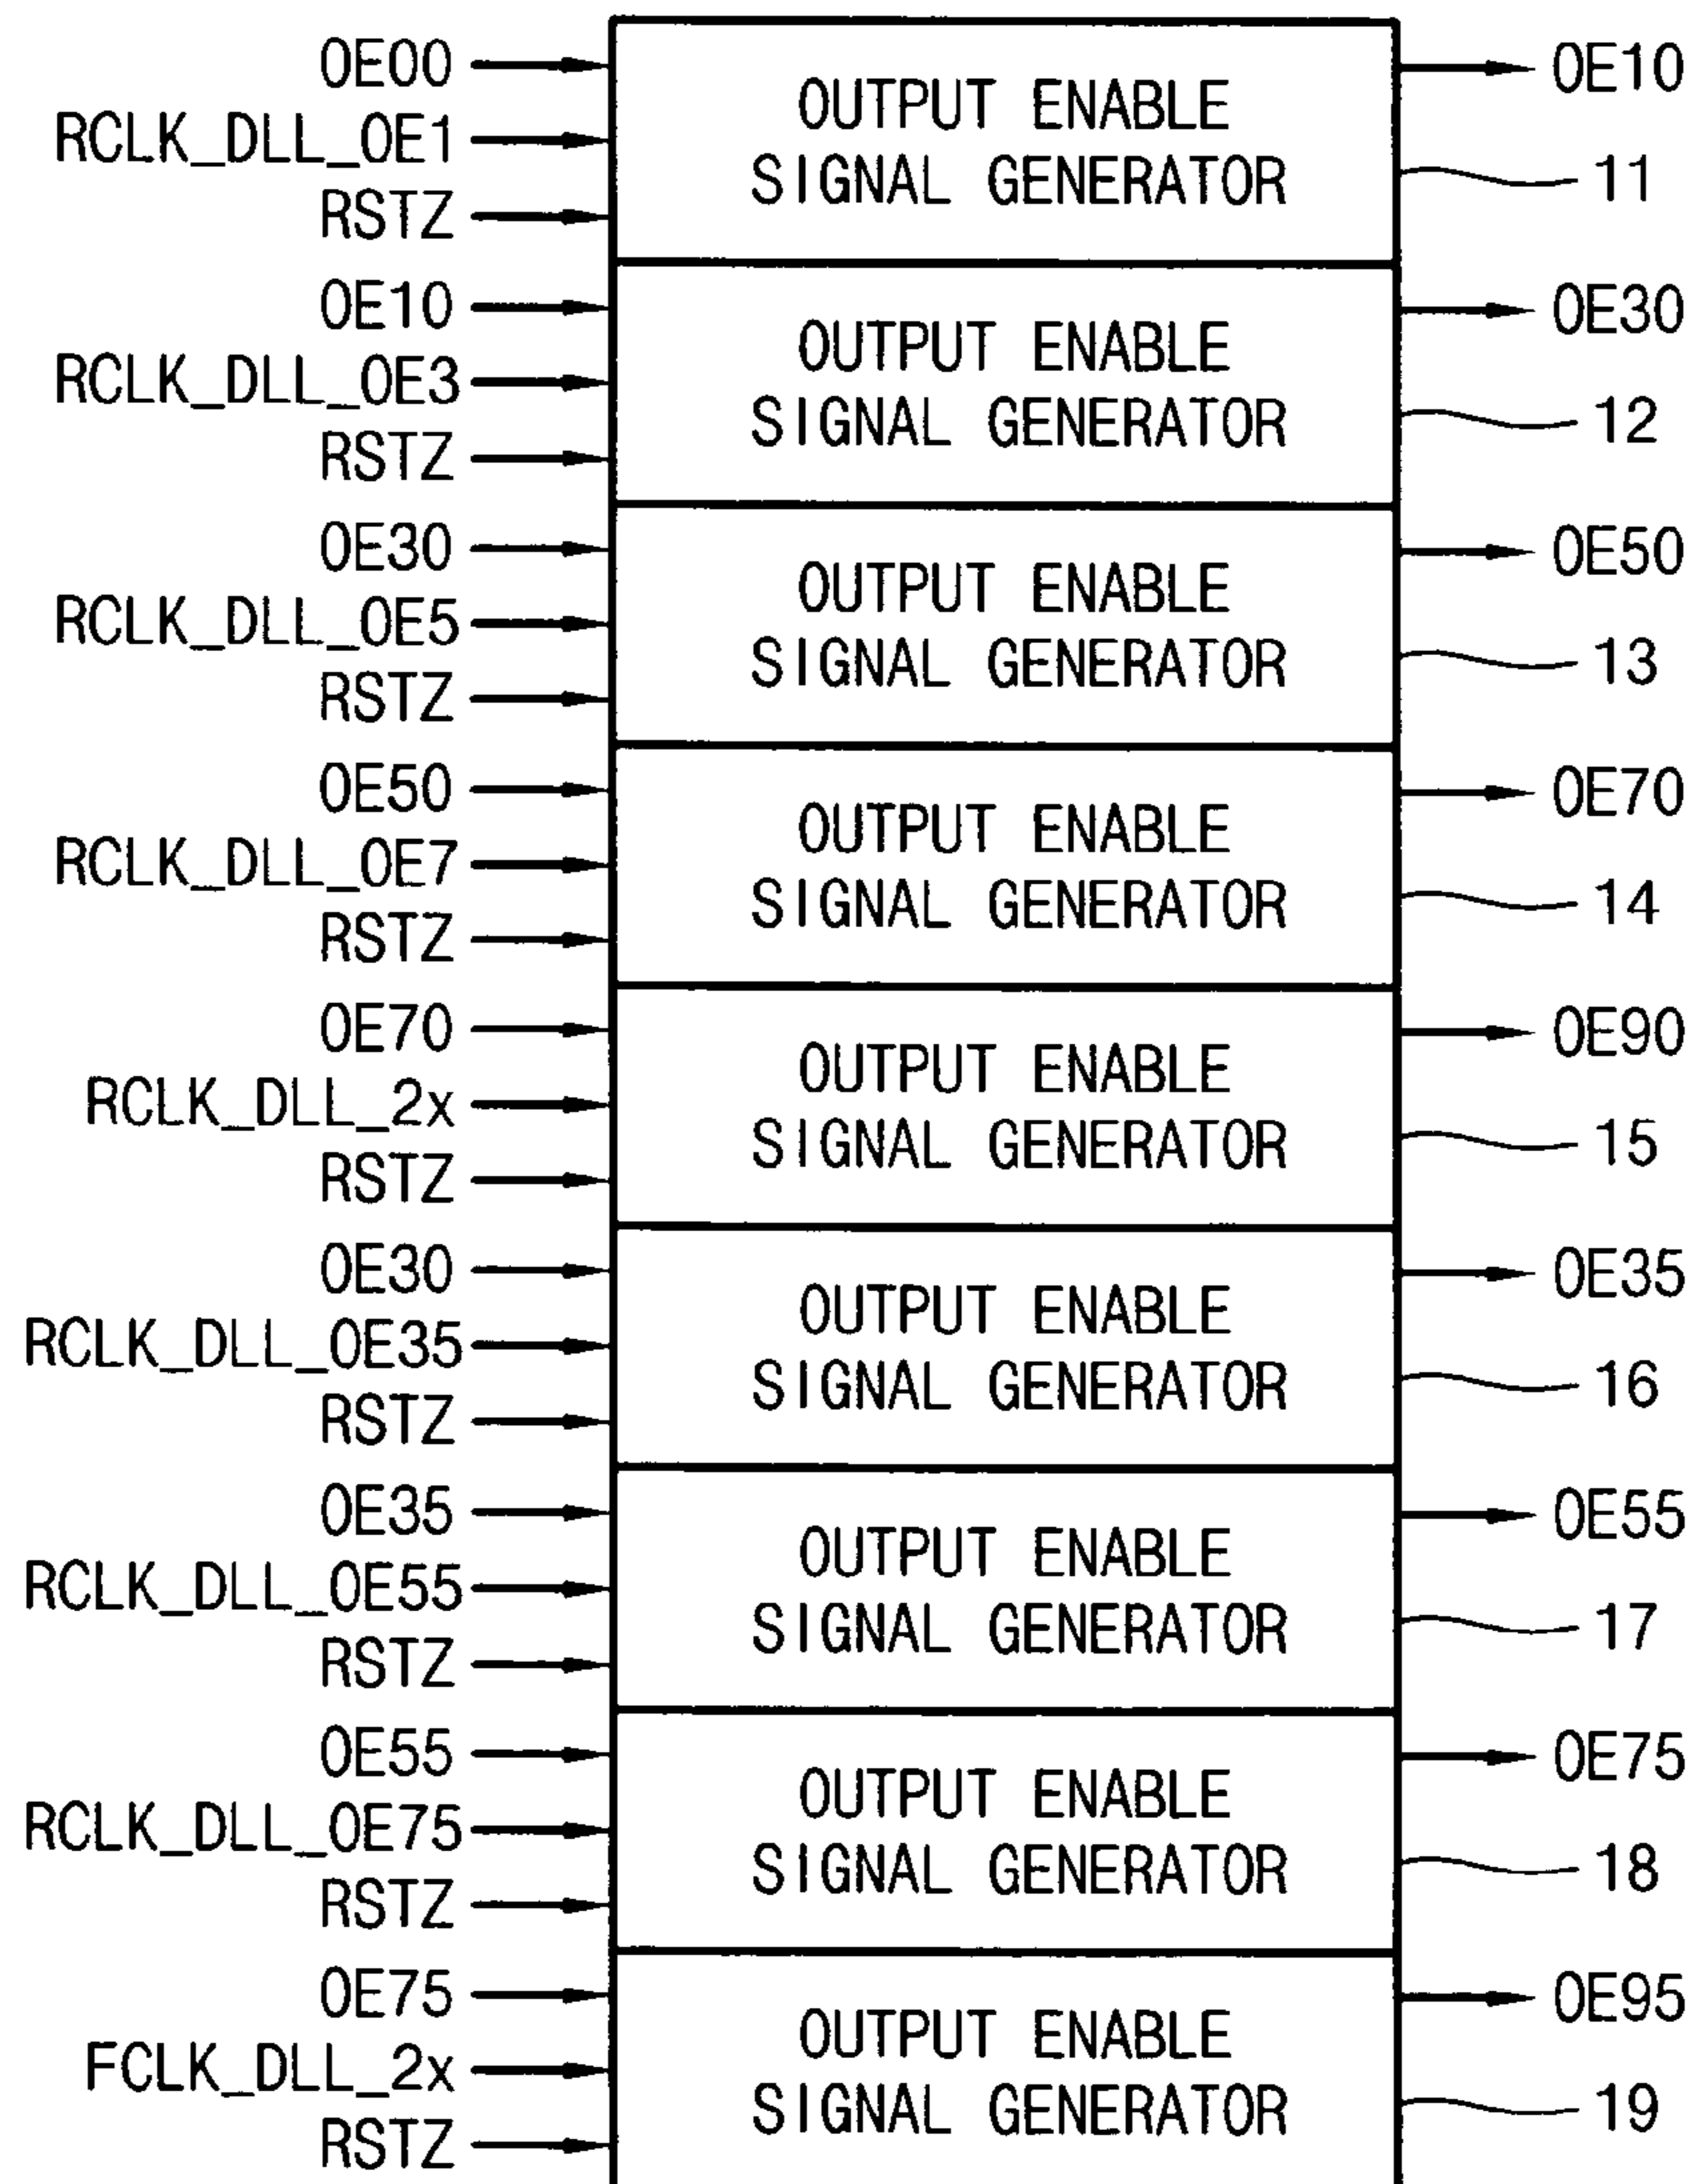 OE00
RCLK_DLL_OE1
RSTZ
OUTPUT ENABLE
SIGNAL GENERATOR
OE10
11
OE10
RCLK_DLL_OE3
RSTZ
OUTPUT ENABLE
SIGNAL GENERATOR
OE30
12
OE30
RCLK_DLL_OE5
RSTZ
OUTPUT ENABLE
SIGNAL GENERATOR
OE50
13
OE50
RCLK_DLL_OE7
RSTZ
OUTPUT ENABLE
SIGNAL GENERATOR
OE70
14
OE70
RCLK_DLL_2x
RSTZ
OUTPUT ENABLE
SIGNAL GENERATOR
OE90
15
OE30
RCLK_DLL_OE35
RSTZ
OUTPUT ENABLE
SIGNAL GENERATOR
OE35
16
OE35
RCLK_DLL_OE55
RSTZ
OUTPUT ENABLE
SIGNAL GENERATOR
OE55
17
OE55
RCLK_DLL_OE75
RSTZ
OUTPUT ENABLE
SIGNAL GENERATOR
OE75
18
OE75
FCLK_DLL_2x
RSTZ
OUTPUT ENABLE
SIGNAL GENERATOR
OE95
19